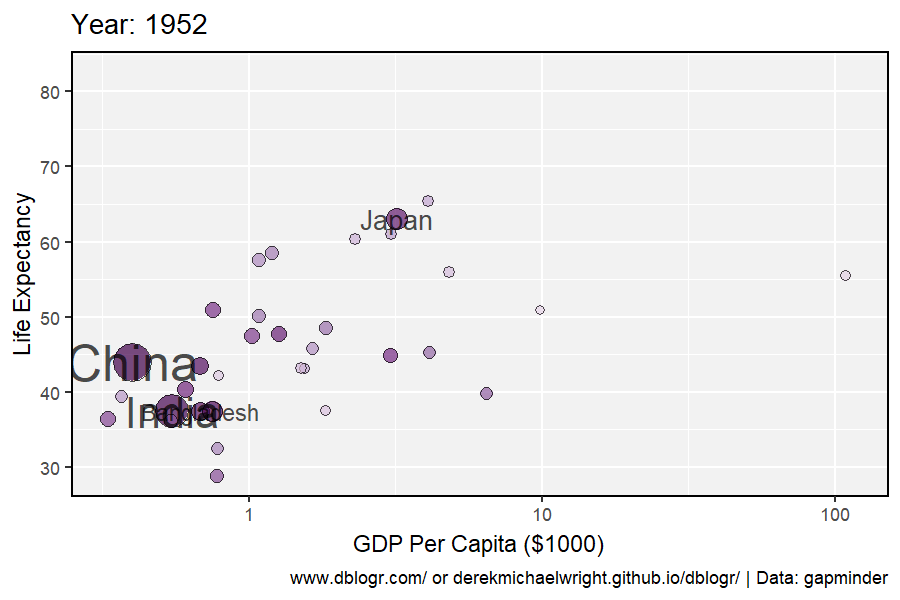 Year: 1952
Life Expectancy
80
70
60
50
40
30
Japan
China
India
Bangladesh
1
10
100
GDP Per Capita ($1000)
www.dblogr.com/ or derekmichaelwright.github.io/dblogr/ | Data: gapminder